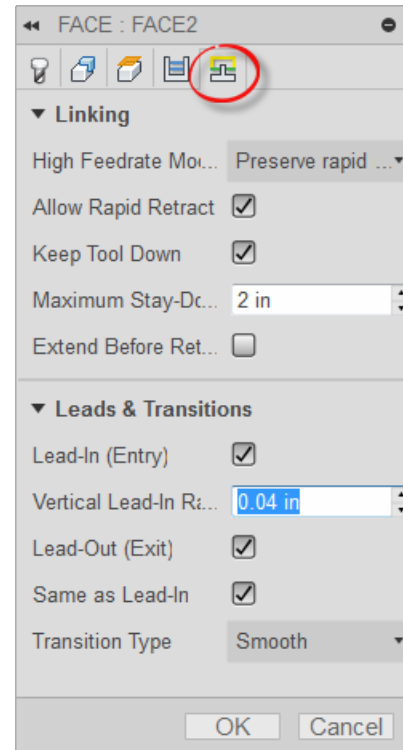 FACE : FACE2
Linking
High Feedrate Mo... Preserve rapid ...
Allow Rapid Retract
Keep Tool Down
Maximum Stay-Do... 2 in
Extend Before Ret...
Leads & Transitions
Lead-In (Entry)
Vertical Lead-In Ra... 0.04 in
Lead-Out (Exit)
Same as Lead-In
Transition Type Smooth
OK Cancel